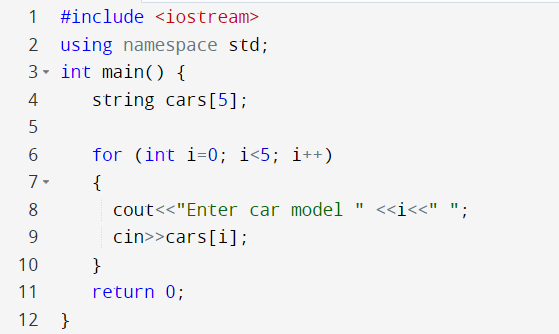 1 #include <iostream>
2 using namespace std;
3 int main() {
4 string cars[5];
5
6 for (int i=0; i<5; i++)
7 {
8 cout<<"Enter car model " <<i<<" ";
9 cin>>cars[i];
10 }
11 return 0;
12 }